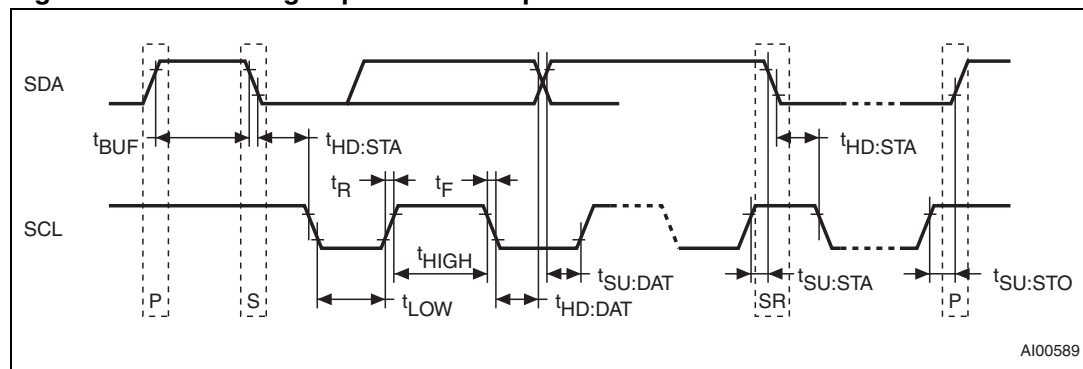 SDA
tBUF
tHD:STA
tHD:STA
tR
tF
SCL
tHIGH
tSU:DAT
tSU:STA
tSU:STO
P
S
tLOW
tHD:DAT
SR
P
AI00589